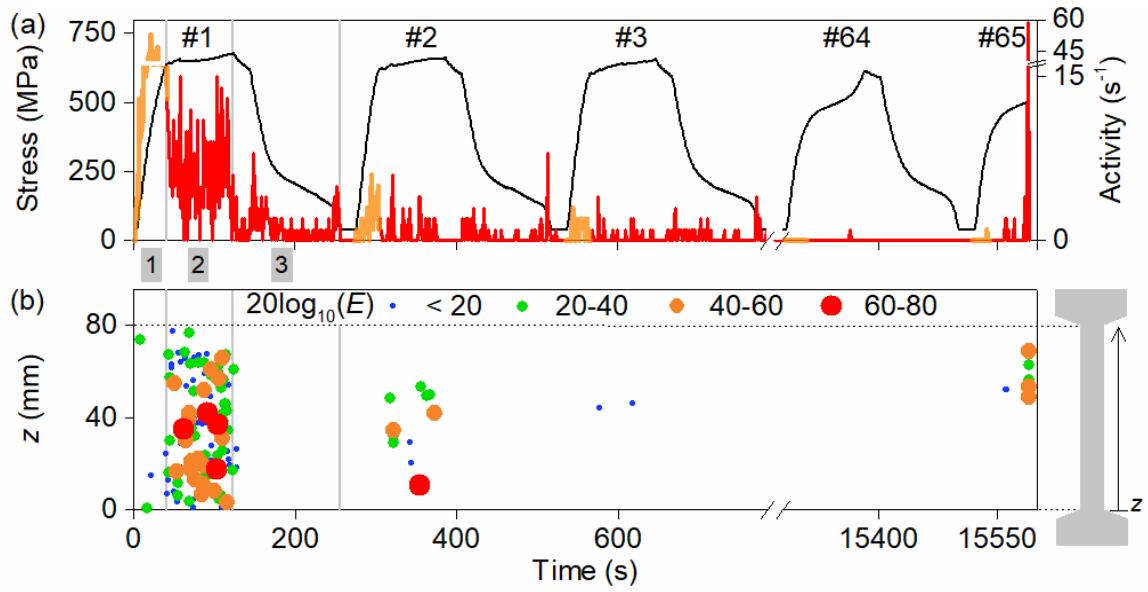 (a)
#1 #2 #3 #64 #65
Stress (MPa)
750
500
250
0
Activity (s⁻¹)
60
45
15
0
1 2 3
(b)
20log₁₀(E) < 20 20-40 40-60 60-80
z (mm)
80
40
0
z
0 200 400 600 15400 15550
Time (s)